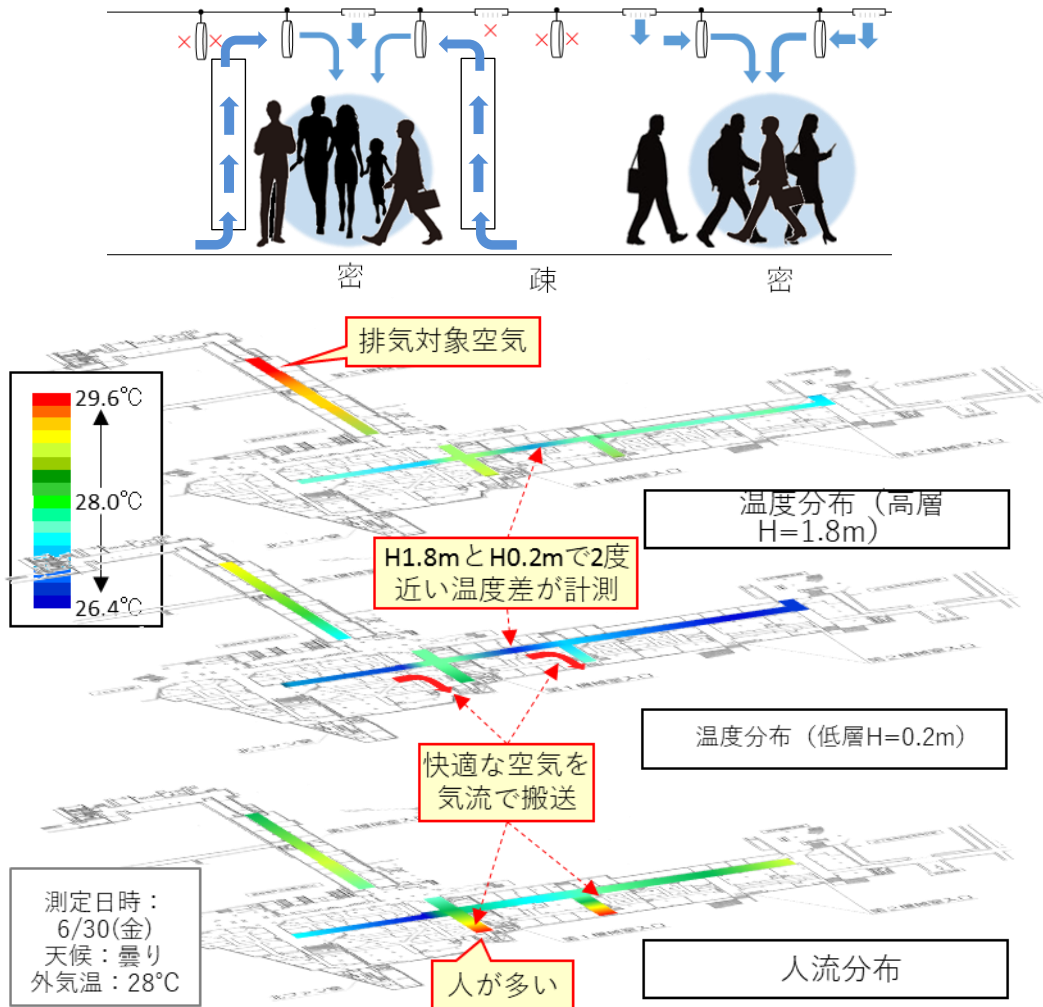 密
疎
密
排気対象空気
29.6℃
28.0℃
26.4℃
温度分布（高層
H=1.8m）
H1.8mとH0.2mで2度
近い温度差が計測
温度分布（低層H=0.2m）
快適な空気を
気流で搬送
測定日時：
6/30(金)
天候：曇り
外気温：28°C
人が多い
人流分布